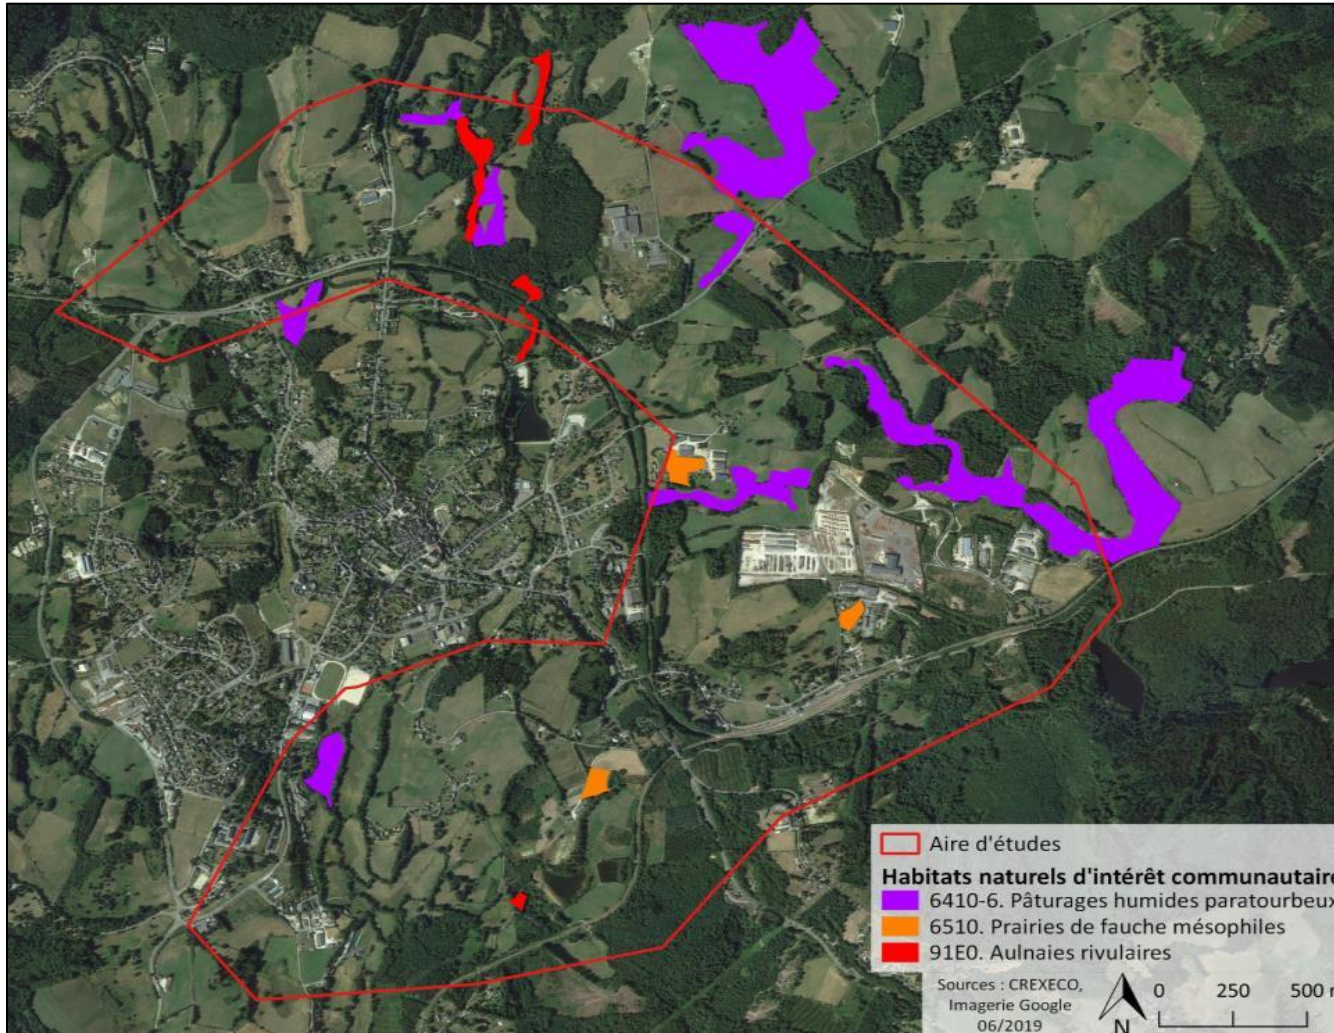 Aire d'études
Habitats naturels d'intérêt communautaire
6410-6. Pâturages humides paratourbeux
6510. Prairies de fauche mésophiles
91E0. Aulnaies rivulaires
Sources : CREXECO,
Imagerie Google
06/2019
N
0 250 500 m